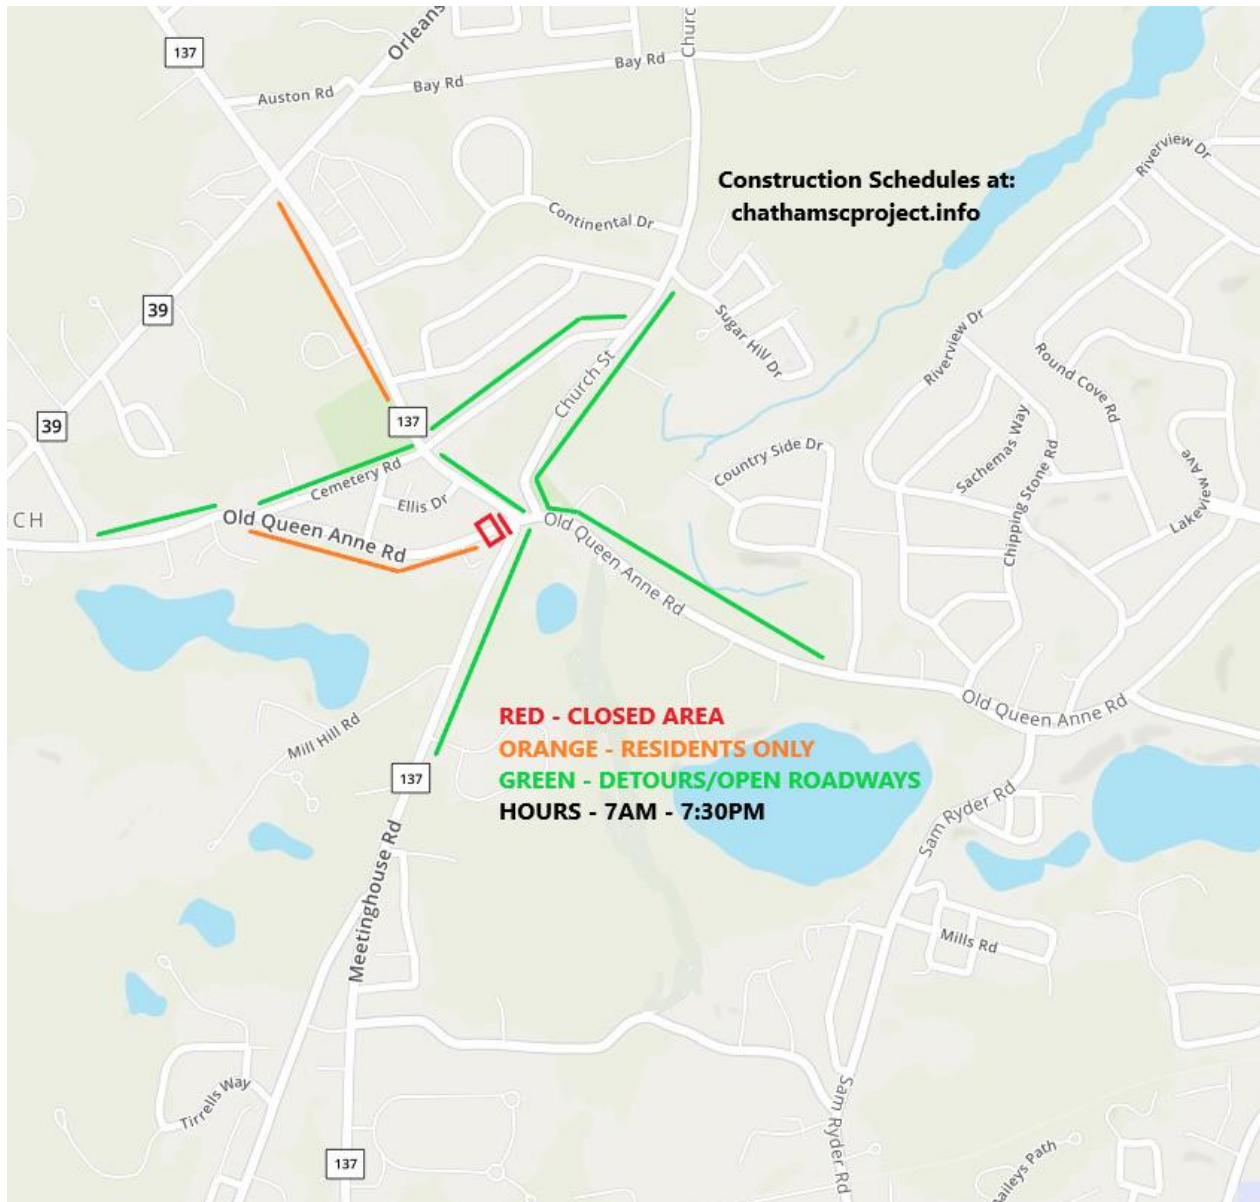 137
Orleans
Churc
Bay Rd
Bay Rd
Auston Rd
Riverview Dr
Construction Schedules at:
chathamscproject.info
Continental Dr
39
Sugar Hill Dr
Riverview Dr
Round Cove Rd
Church St
39
137
Sachemas Way
Country Side Dr
Chipping Stone Rd
Lakeview Ave
Cemetery Rd
Ellis Dr
CH
Old Queen Anne Rd
Old Queen Anne Rd
Old Queen Anne Rd
Mill Hill Rd
RED - CLOSED AREA
ORANGE - RESIDENTS ONLY
GREEN - DETOURS/OPEN ROADWAYS
HOURS - 7AM - 7:30PM
137
Sam Ryder Rd
Meetinghouse Rd
Mills Rd
Tirrells Way
Sam Ryder Rd
137
Baileys Path